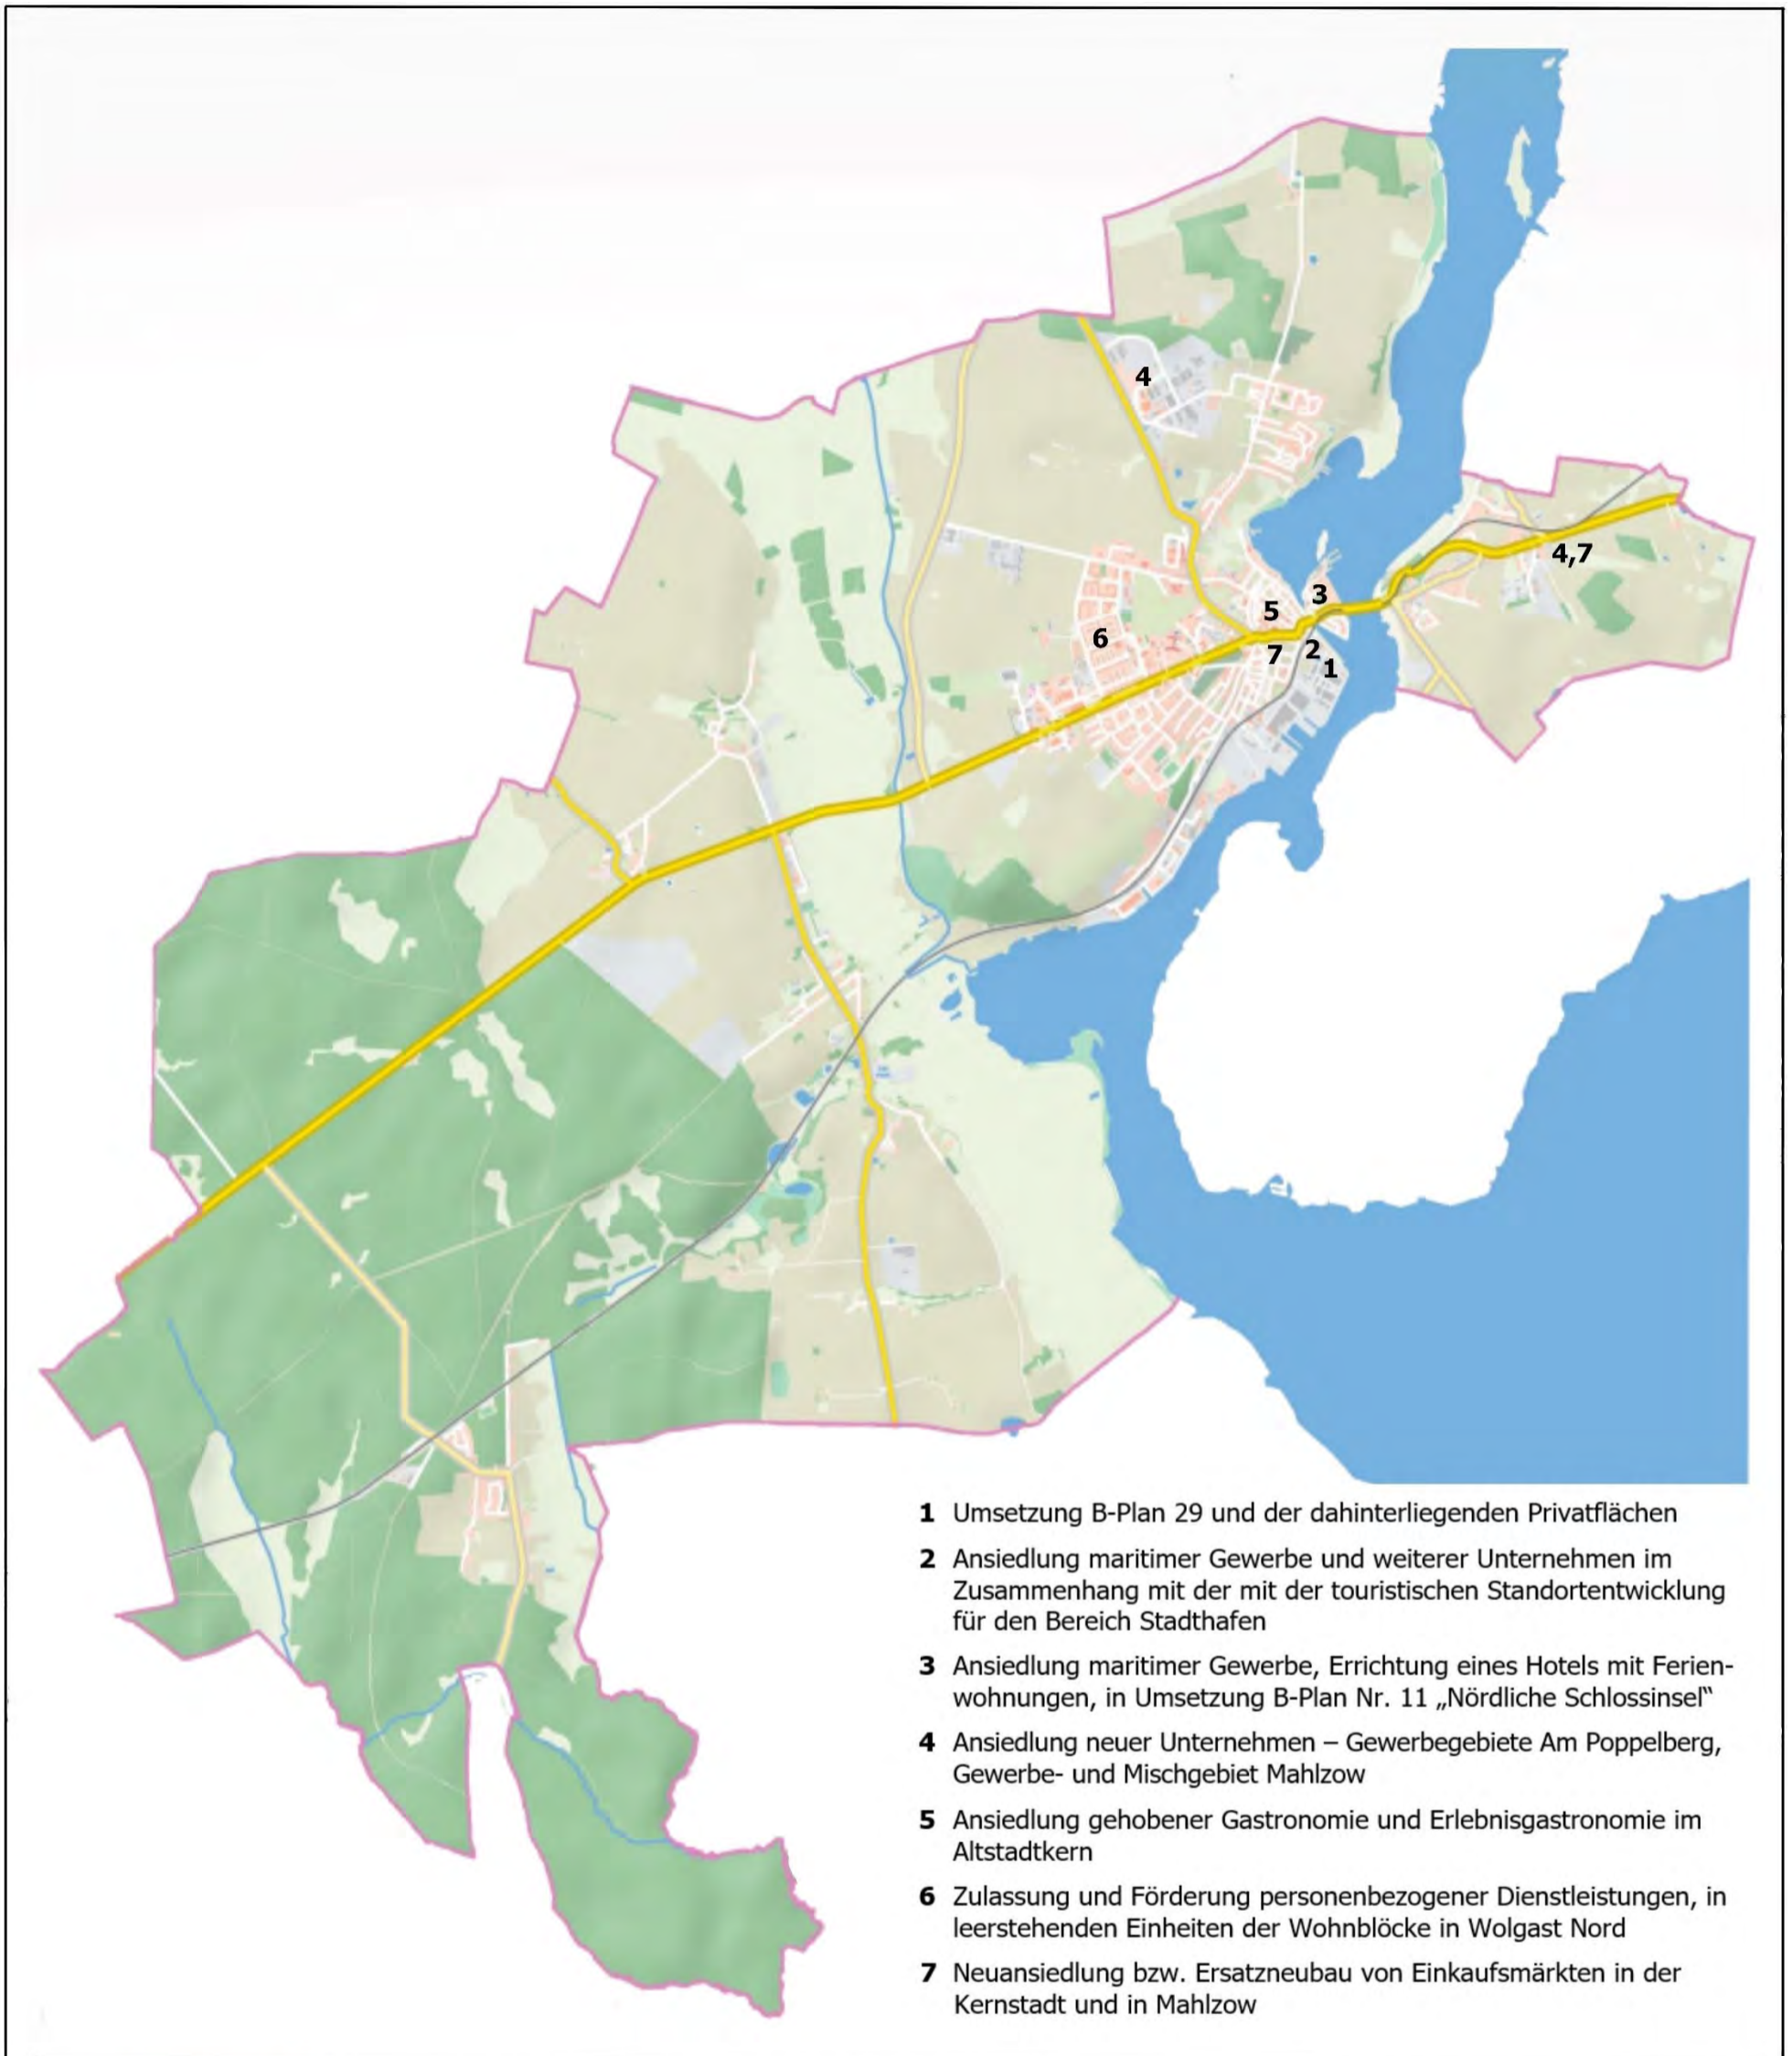 4
4,7
3
5
6
7
2
1
1 Umsetzung B-Plan 29 und der dahinterliegenden Privatflächen
2 Ansiedlung maritimer Gewerbe und weiterer Unternehmen im
Zusammenhang mit der mit der touristischen Standortentwicklung
für den Bereich Stadthafen
3 Ansiedlung maritimer Gewerbe, Errichtung eines Hotels mit Ferien-
wohnungen, in Umsetzung B-Plan Nr. 11 „Nördliche Schlossinsel“
4 Ansiedlung neuer Unternehmen – Gewerbegebiete Am Poppelberg,
Gewerbe- und Mischgebiet Mahlzow
5 Ansiedlung gehobener Gastronomie und Erlebnisgastronomie im
Altstadtkern
6 Zulassung und Förderung personenbezogener Dienstleistungen, in
leerstehenden Einheiten der Wohnblöcke in Wolgast Nord
7 Neuansiedlung bzw. Ersatzneubau von Einkaufsmärkten in der
Kernstadt und in Mahlzow